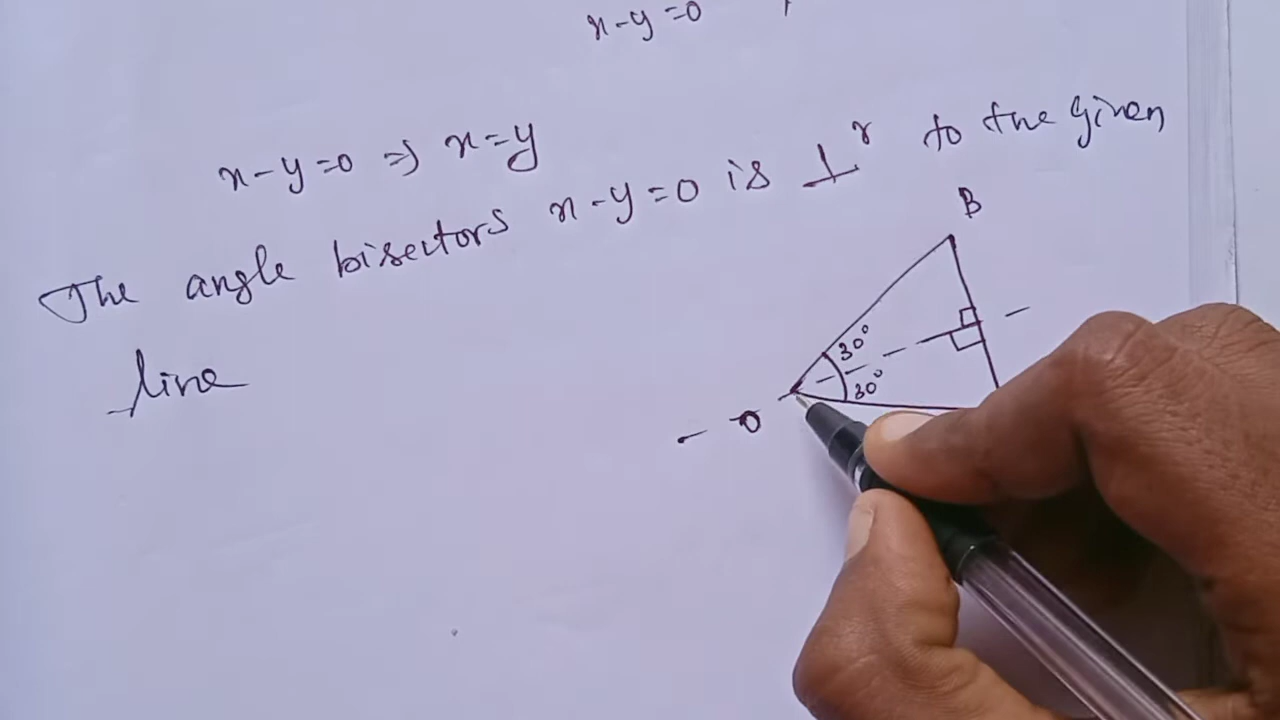 x-y=0
x-y=0 ⇒ x=y
The angle bisectors x-y=0 is ⊥r to the given
line
B
30°
30°
O